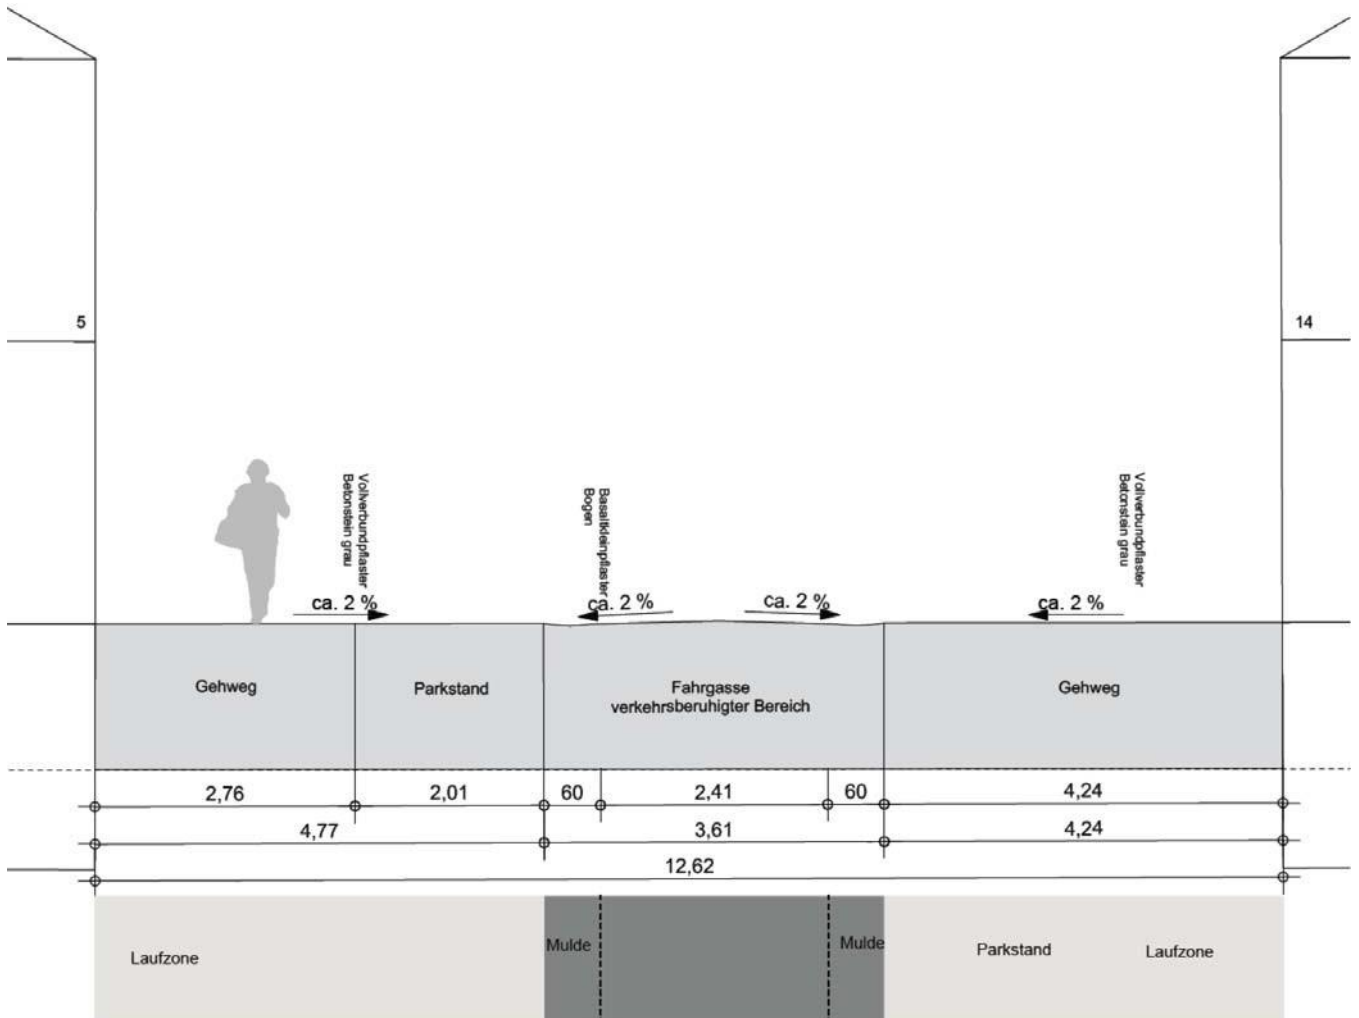 5
14
Vollverbundpflaster
Betonstein grau
Basaltkleinpflaster
Bogen
Vollverbundpflaster
Betonstein grau
ca. 2 %
ca. 2 %
ca. 2 %
ca. 2 %
Gehweg
Parkstand
Fahrgasse
verkehrsberuhigter Bereich
Gehweg
2,76
2,01
60
2,41
60
4,24
4,77
3,61
4,24
12,62
Laufzone
Mulde
Mulde
Parkstand
Laufzone